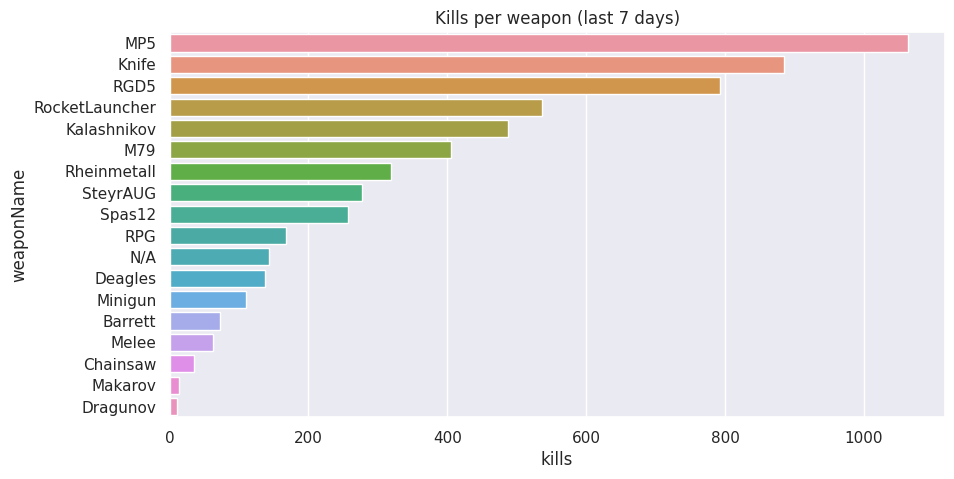 Kills per weapon (last 7 days)
weaponName
MP5
Knife
RGD5
RocketLauncher
Kalashnikov
M79
Rheinmetall
SteyrAUG
Spas12
RPG
N/A
Deagles
Minigun
Barrett
Melee
Chainsaw
Makarov
Dragunov
0 200 400 600 800 1000
kills